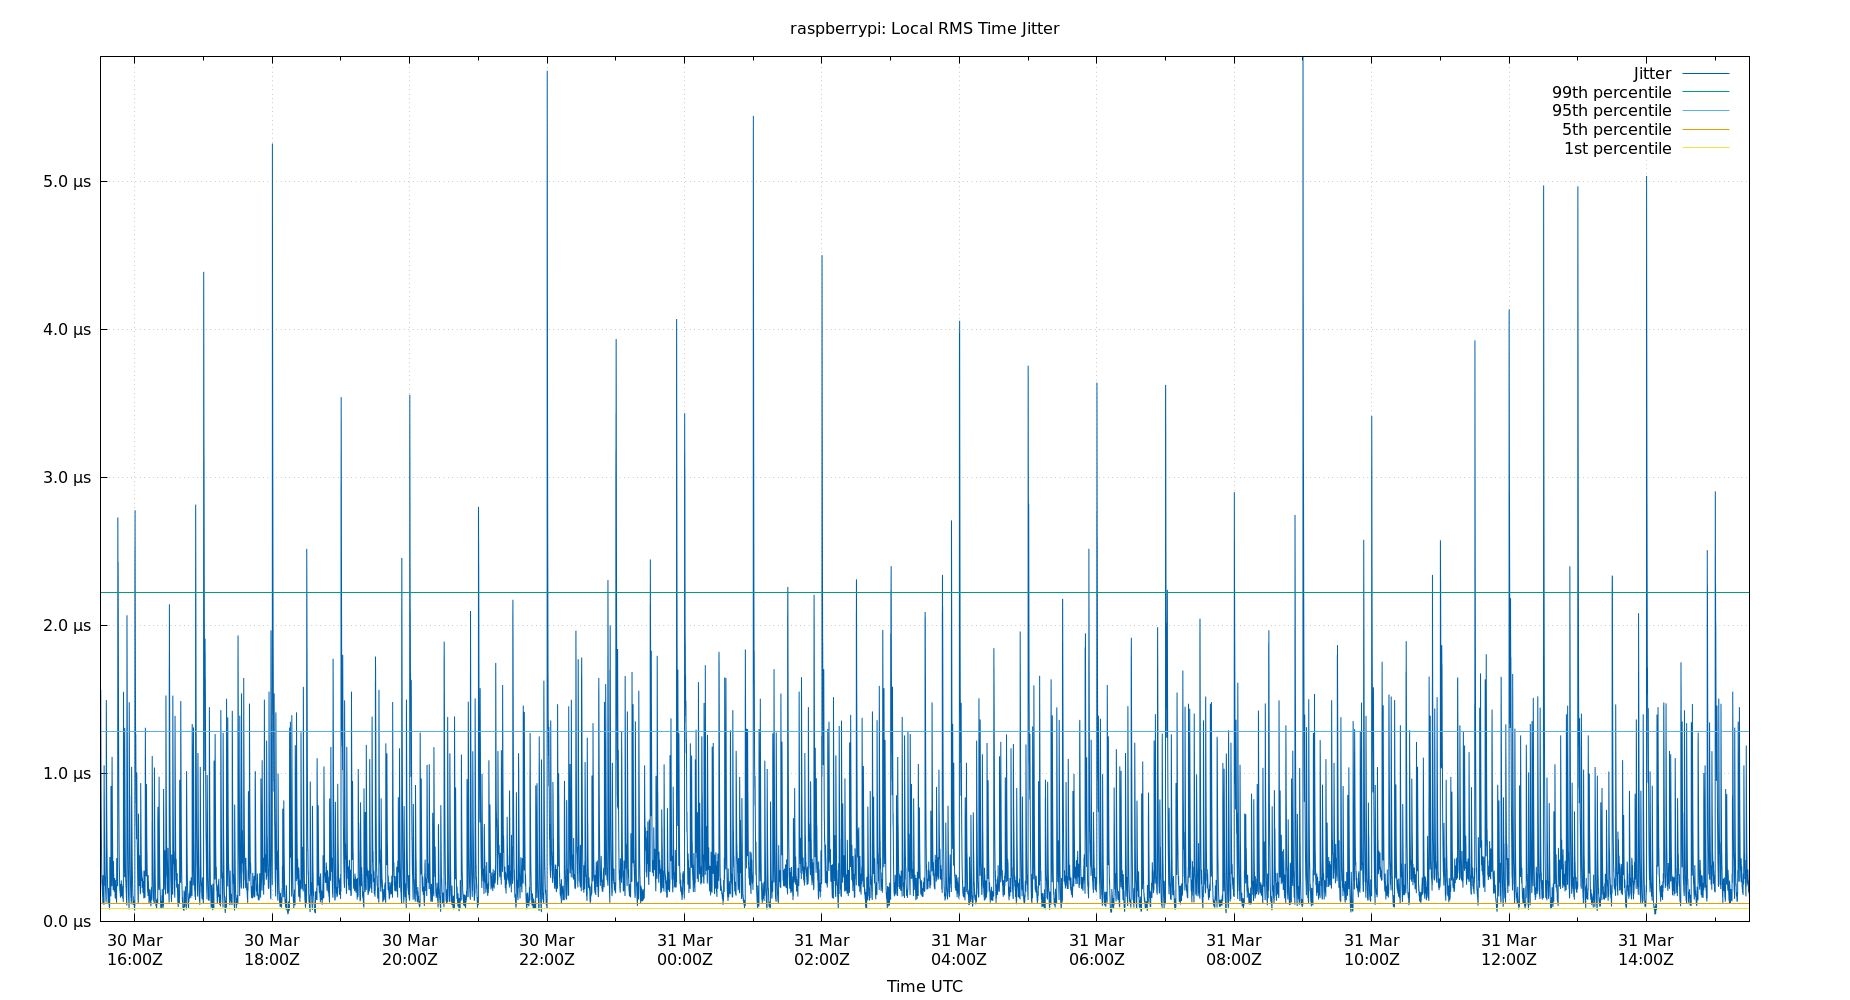 raspberrypi: Local RMS Time Jitter
Jitter
99th percentile
95th percentile
5th percentile
1st percentile
5.0 µs
4.0 µs
3.0 µs
2.0 µs
1.0 µs
0.0 µs
30 Mar 30 Mar 30 Mar 30 Mar 31 Mar 31 Mar 31 Mar 31 Mar 31 Mar 31 Mar 31 Mar 31 Mar
16:00Z 18:00Z 20:00Z 22:00Z 00:00Z 02:00Z 04:00Z 06:00Z 08:00Z 10:00Z 12:00Z 14:00Z
Time UTC